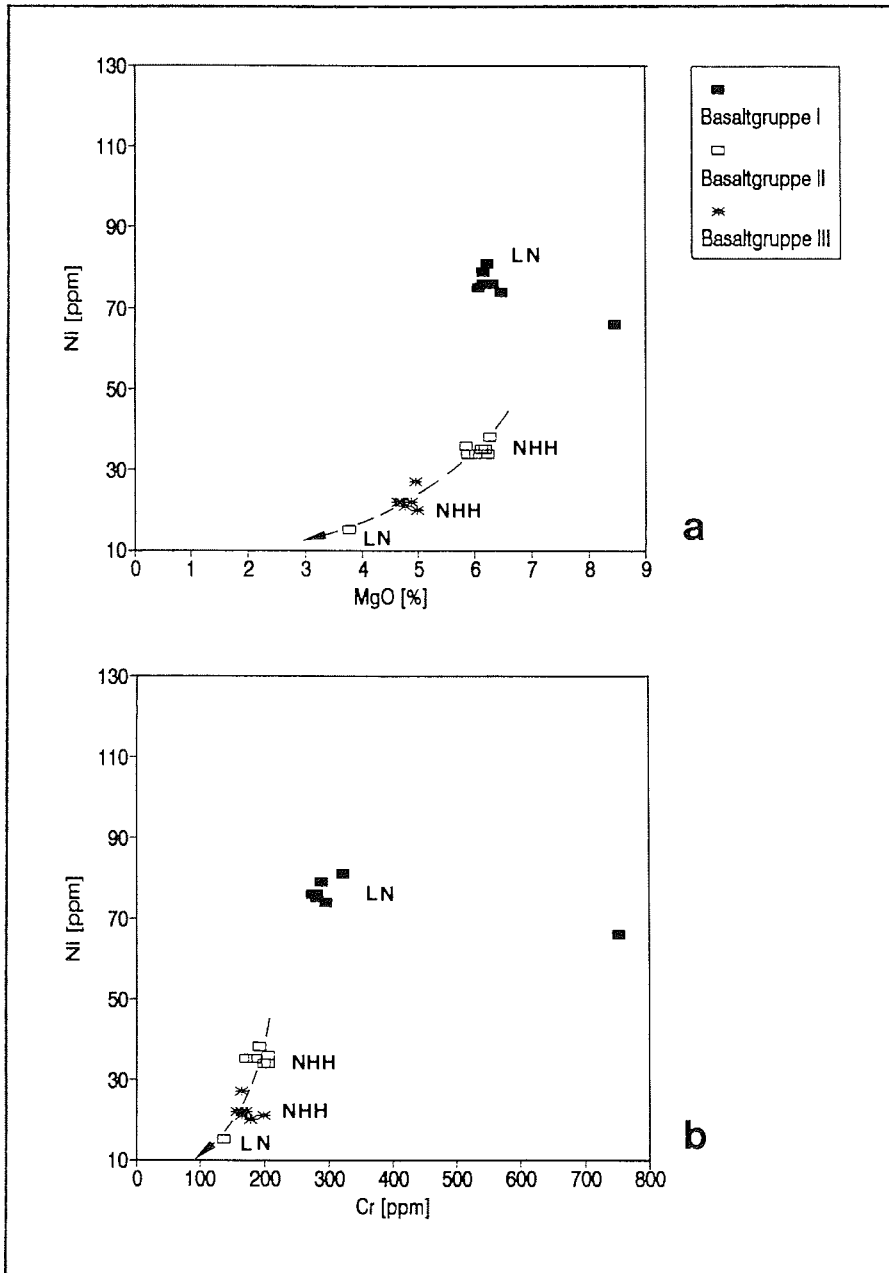 130
110
90
70
50
30
10
Ni [ppm]
0 1 2 3 4 5 6 7 8 9
MgO [%]
LN
NHH
NHH
LN
a
Basaltgruppe I
Basaltgruppe II
Basaltgruppe III
130
110
90
70
50
30
10
Ni [ppm]
0 100 200 300 400 500 600 700 800
Cr [ppm]
LN
NHH
NHH
LN
b